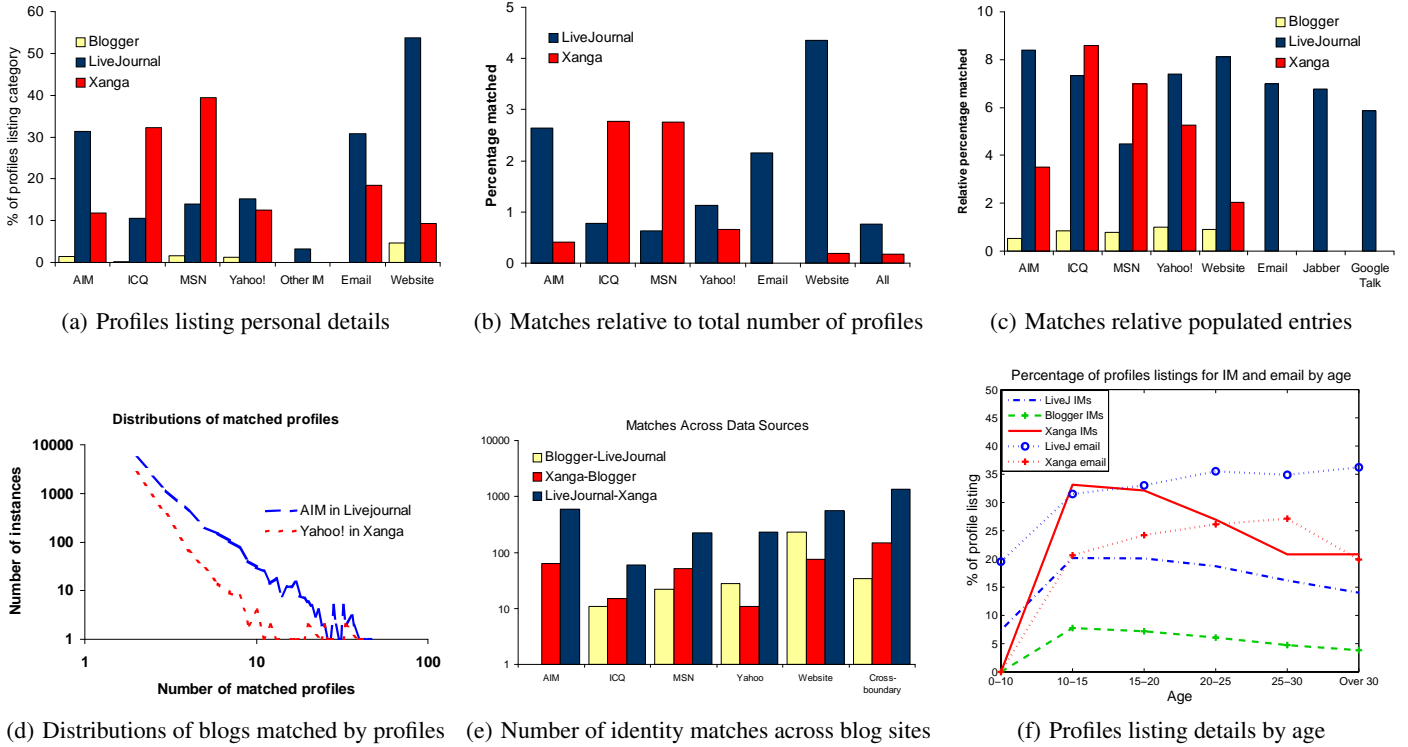 60
50
40
30
20
10
0
% of profiles listing category
Blogger
LiveJournal
Xanga
AIM ICQ MSN Yahoo! Other IM Email Website
(a) Profiles listing personal details
5
4
3
2
1
0
Percentage matched
LiveJournal
Xanga
AIM ICQ MSN Yahoo! Email Website All
(b) Matches relative to total number of profiles
10
8
6
4
2
0
Relative percentage matched
Blogger
LiveJournal
Xanga
AIM ICQ MSN Yahoo! Website Email Jabber Google
Talk
(c) Matches relative populated entries
Distributions of matched profiles
10000
1000
100
10
1
Number of instances
AIM in Livejournal
Yahoo! in Xanga
1 10 100
Number of matched profiles
(d) Distributions of blogs matched by profiles
Matches Across Data Sources
10000
1000
100
10
1
Blogger-LiveJournal
Xanga-Blogger
LiveJournal-Xanga
AIM ICQ MSN Yahoo Website Cross-
boundary
(e) Number of identity matches across blog sites
Percentage of profiles listings for IM and email by age
50
45
40
35
30
25
20
15
10
5
0
% of profile listing
LiveJ IMs
Blogger IMs
Xanga IMs
LiveJ email
Xanga email
0–10 10–15 15–20 20–25 25–30 Over 30
Age
(f) Profiles listing details by age